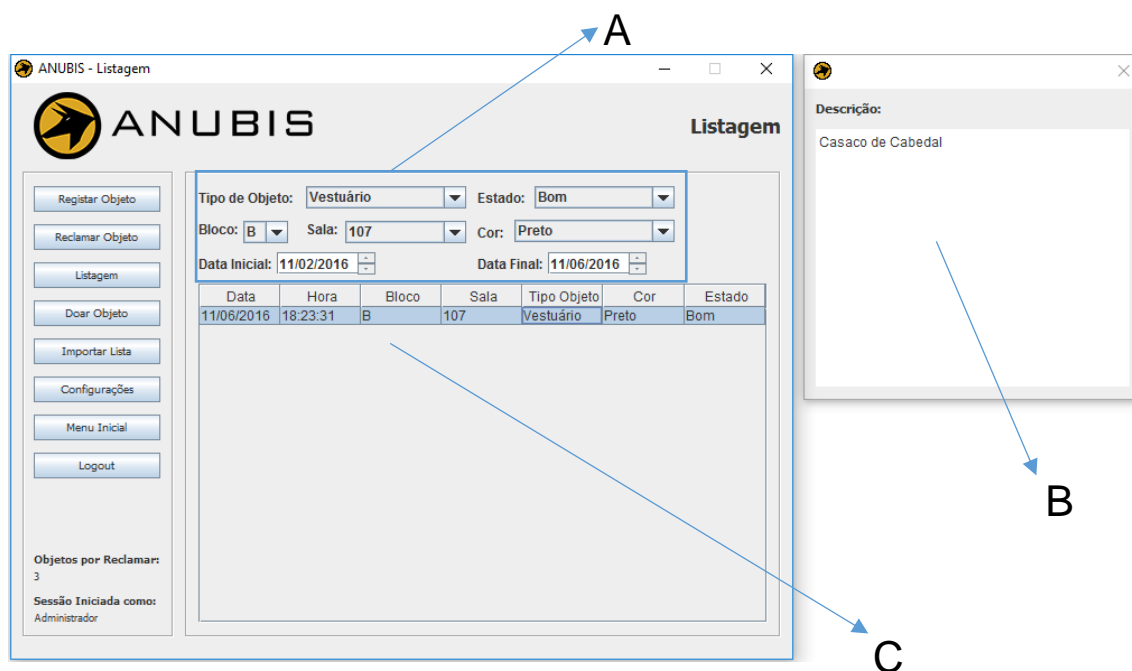 A
ANUBIS - Listagem
ANUBIS
Listagem
Registar Objeto
Reclamar Objeto
Listagem
Doar Objeto
Importar Lista
Configurações
Menu Inicial
Logout
Objetos por Reclamar:
3
Sessão Iniciada como:
Administrador
Tipo de Objeto: Vestuário Estado: Bom
Bloco: B Sala: 107 Cor: Preto
Data Inicial: 11/02/2016 Data Final: 11/06/2016
Data Hora Bloco Sala Tipo Objeto Cor Estado
11/06/2016 18:23:31 B 107 Vestuário Preto Bom
Descrição:
Casaco de Cabedal
B
C